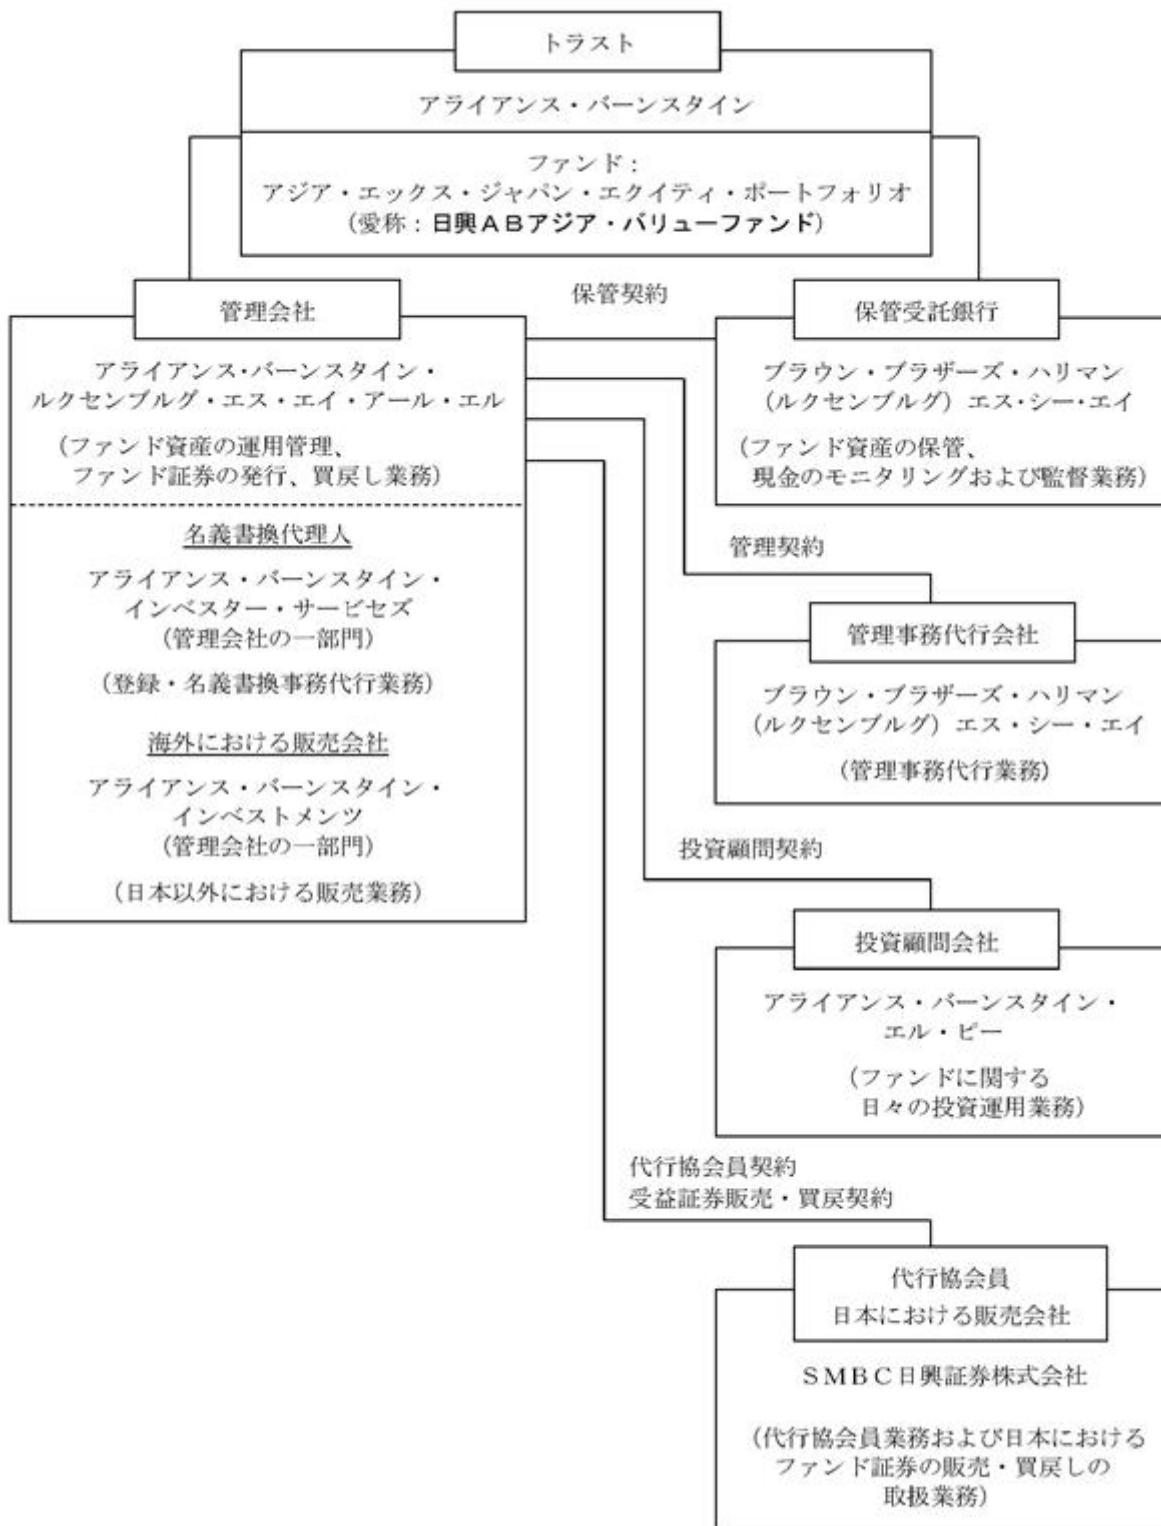 トラスト
アライアンス・バーンスタイン
ファンド：
アジア・エックス・ジャパン・エクイティ・ポートフォリオ
（愛称：日興ＡＢアジア・バリューファンド）
管理会社
アライアンス・バーンスタイン・
ルクセンブルグ・エス・エイ・アール・エル
（ファンド資産の運用管理、
ファンド証券の発行、買戻し業務）
名義書換代理人
アライアンス・バーンスタイン・
インベスター・サービセズ
（管理会社の一部門）
（登録・名義書換事務代行業務）
海外における販売会社
アライアンス・バーンスタイン・
インベストメンツ
（管理会社の一部門）
（日本以外における販売業務）
保管契約
保管受託銀行
ブラウン・ブラザーズ・ハリマン
（ルクセンブルグ）エス・シー・エイ
（ファンド資産の保管、
現金のモニタリングおよび監督業務）
管理契約
管理事務代行会社
ブラウン・ブラザーズ・ハリマン
（ルクセンブルグ）エス・シー・エイ
（管理事務代行業務）
投資顧問契約
投資顧問会社
アライアンス・バーンスタイン・
エル・ピー
（ファンドに関する
日々の投資運用業務）
代行協会員契約
受益証券販売・買戻契約
代行協会員
日本における販売会社
ＳＭＢＣ日興証券株式会社
（代行協会員業務および日本における
ファンド証券の販売・買戻しの
取扱業務）